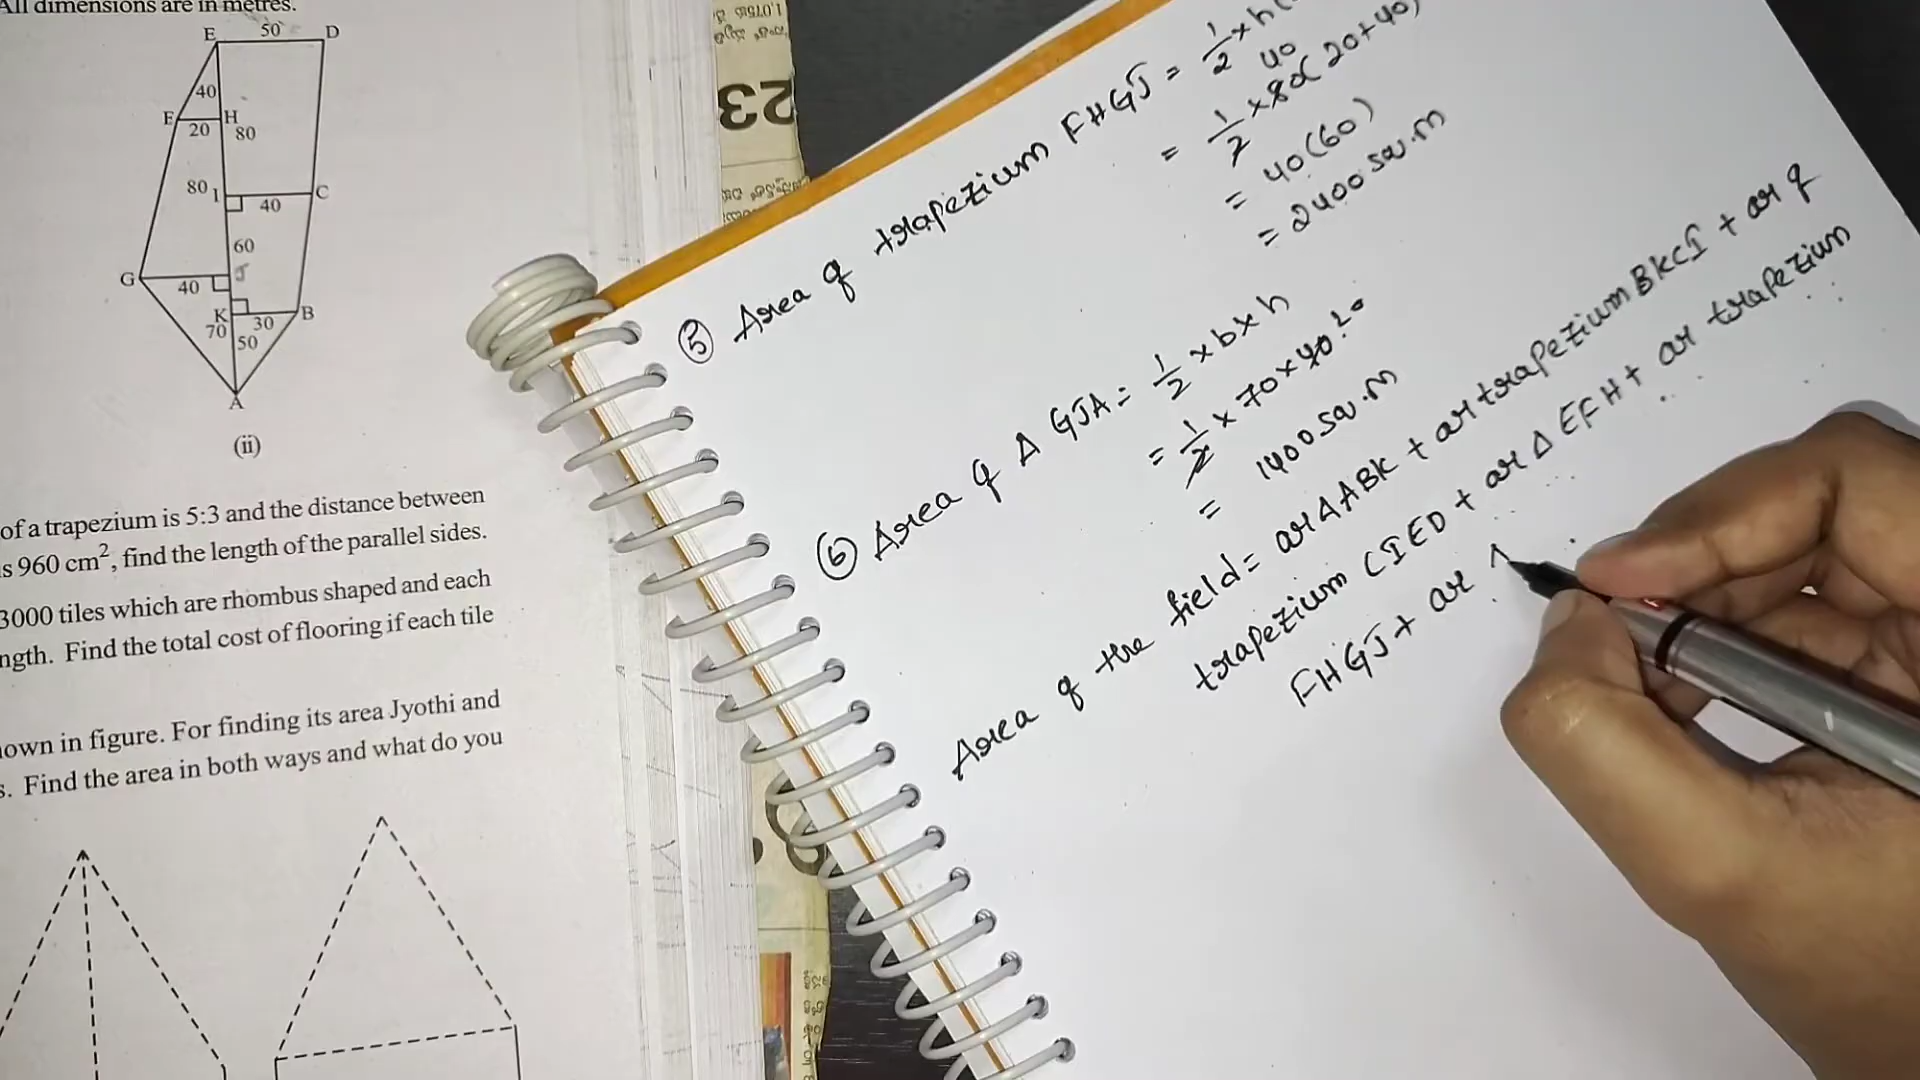 All dimensions are in metres.
E 50 D
40
F H
20 80
80 I C
40
60
G J
40
K B
70 30
50
A
(ii)
of a trapezium is 5:3 and the distance between
s 960 cm², find the length of the parallel sides.
3000 tiles which are rhombus shaped and each
ngth. Find the total cost of flooring if each tile
own in figure. For finding its area Jyothi and
s. Find the area in both ways and what do you
23
⑤ Area of trapezium FHGJ = 1/2 × h(
40
= 1/2 × 80( 20+40)
= 40(60)
= 2400 sq.m
⑥ Area of Δ GJA = 1/2 × b × h
= 1/2 × 70 × 40 20
= 1400 sq.m
Area of the field = ar Δ ABK + ar trapezium BKCI + ar of
trapezium CIED + ar Δ EFH + ar trapezium
FHGJ + ar